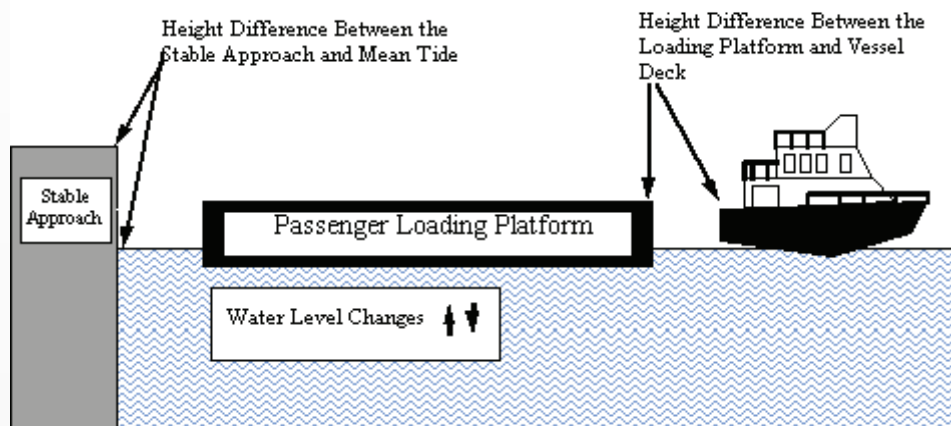 Height Difference Between the
Stable Approach and Mean Tide
Height Difference Between the
Loading Platform and Vessel
Deck
Stable
Approach
Passenger Loading Platform
Water Level Changes